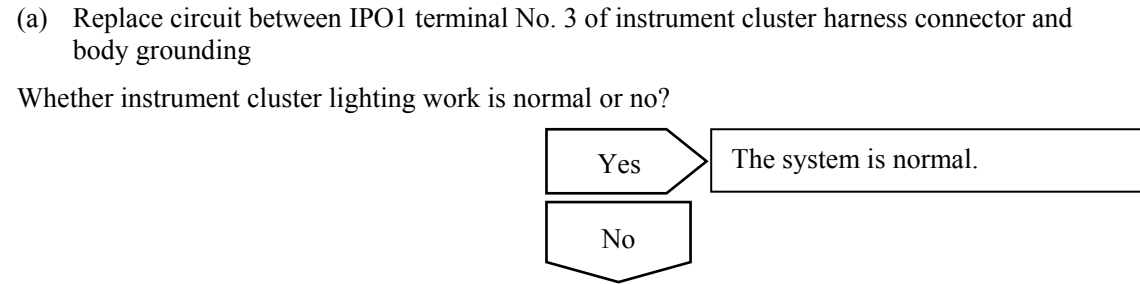 (a) Replace circuit between IPO1 terminal No. 3 of instrument cluster harness connector and
body grounding
Whether instrument cluster lighting work is normal or no?
Yes
The system is normal.
No